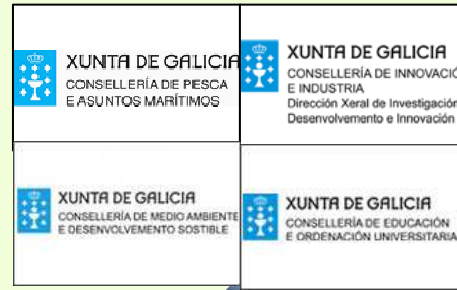 XUNTA DE GALICIA
CONSELLERÍA DE PESCA
E ASUNTOS MARÍTIMOS
XUNTA DE GALICIA
CONSELLERÍA DE INNOVACIÓ
E INDUSTRIA
Dirección Xeral de Investigación
Desenvolvemento e Innovación
XUNTA DE GALICIA
CONSELLERÍA DE MEDIO AMBIENTE
E DESENVOLVEMENTO SOSTIBLE
XUNTA DE GALICIA
CONSELLERÍA DE EDUCACIÓN
E ORDENACIÓN UNIVERSITARIA